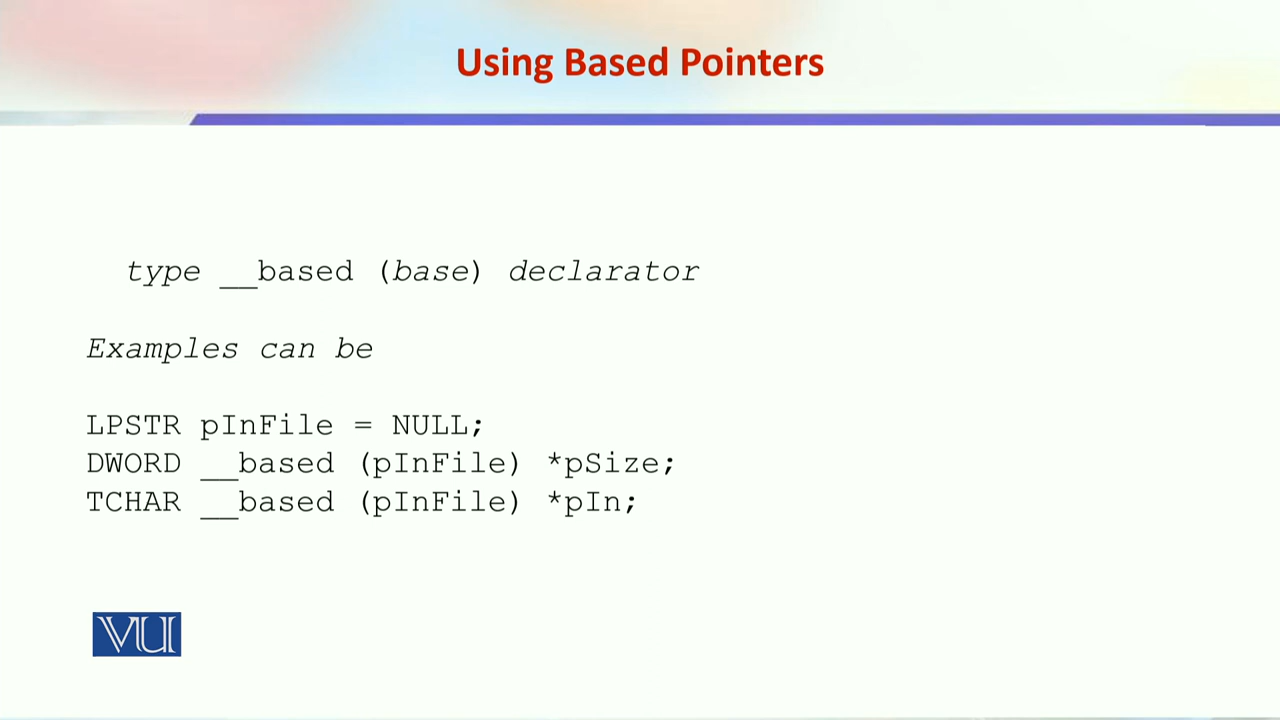 Using Based Pointers
type __based (base) declarator
Examples can be
LPSTR pInFile = NULL;
DWORD __based (pInFile) *pSize;
TCHAR __based (pInFile) *pIn;
VU